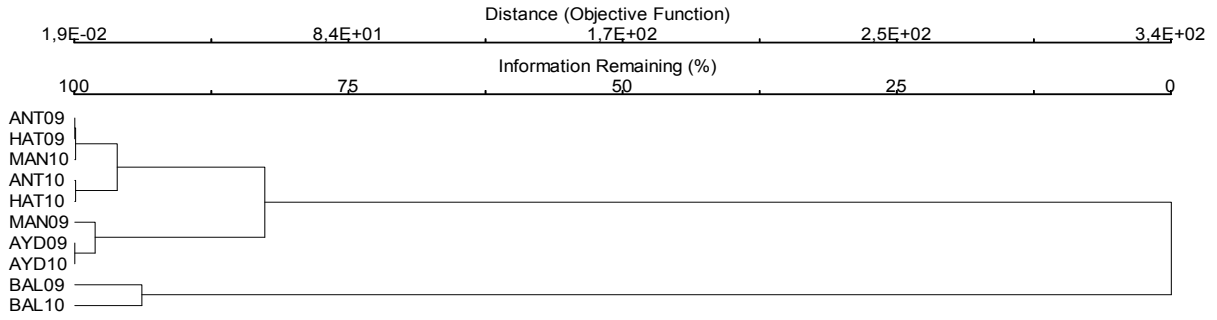 Distance (Objective Function)
1,9E-02 8,4E+01 1,7E+02 2,5E+02 3,4E+02
Information Remaining (%)
100 75 50 25 0
ANT09
HAT09
MAN10
ANT10
HAT10
MAN09
AYD09
AYD10
BAL09
BAL10